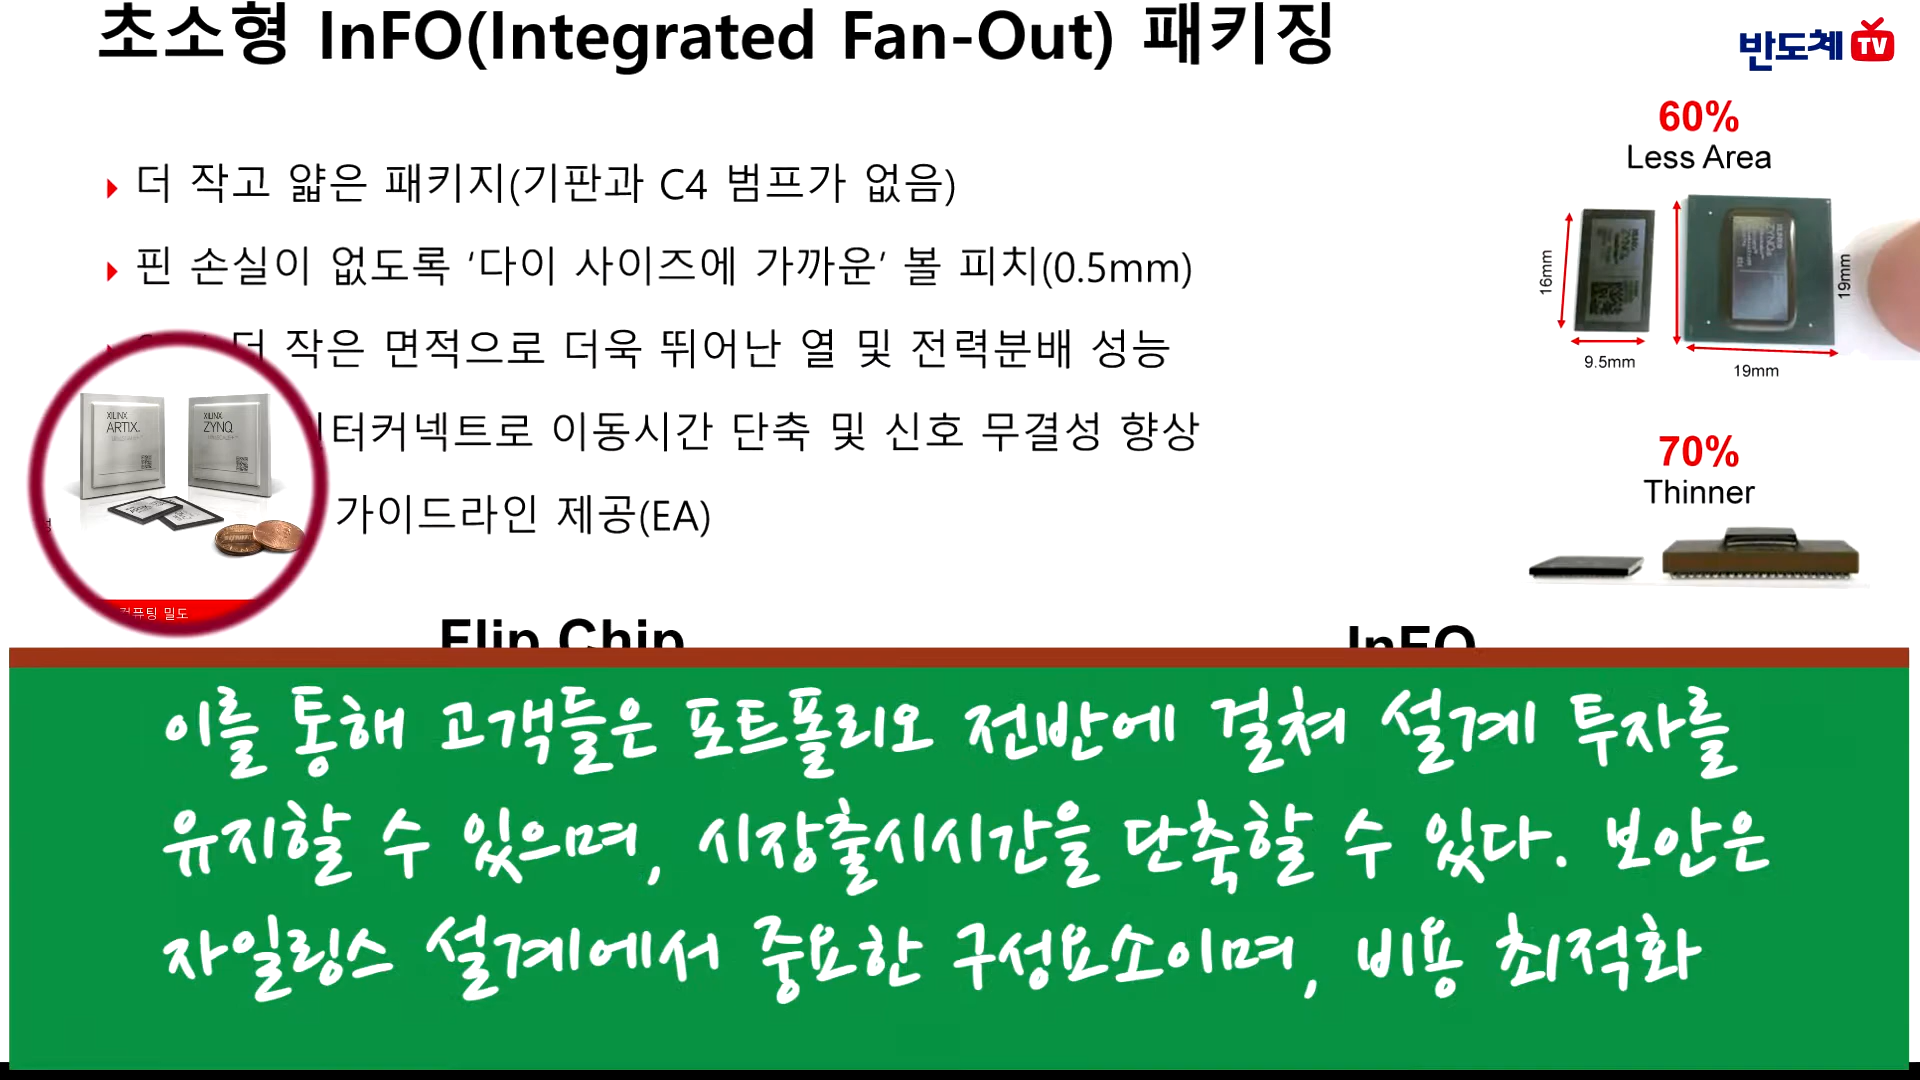 초소형 InFO(Integrated Fan-Out) 패키징
반도체 TV
더 작고 얇은 패키지(기판과 C4 범프가 없음)
핀 손실이 없도록 ‘다이 사이즈에 가까운’ 볼 피치(0.5mm)
더 작은 면적으로 더욱 뛰어난 열 및 전력분배 성능
인터커넥트로 이동시간 단축 및 신호 무결성 향상
가이드라인 제공(EA)
60%
Less Area
16mm
9.5mm
19mm
19mm
70%
Thinner
XILINX
ARTIX.
XILINX
ZYNQ
컴퓨팅 밀도
Flip Chip
InFO
이를 통해 고객들은 포트폴리오 전반에 걸쳐 설계 투자를
유지할 수 있으며, 시장출시시간을 단축할 수 있다. 보안은
자일링스 설계에서 중요한 구성요소이며, 비용 최적화